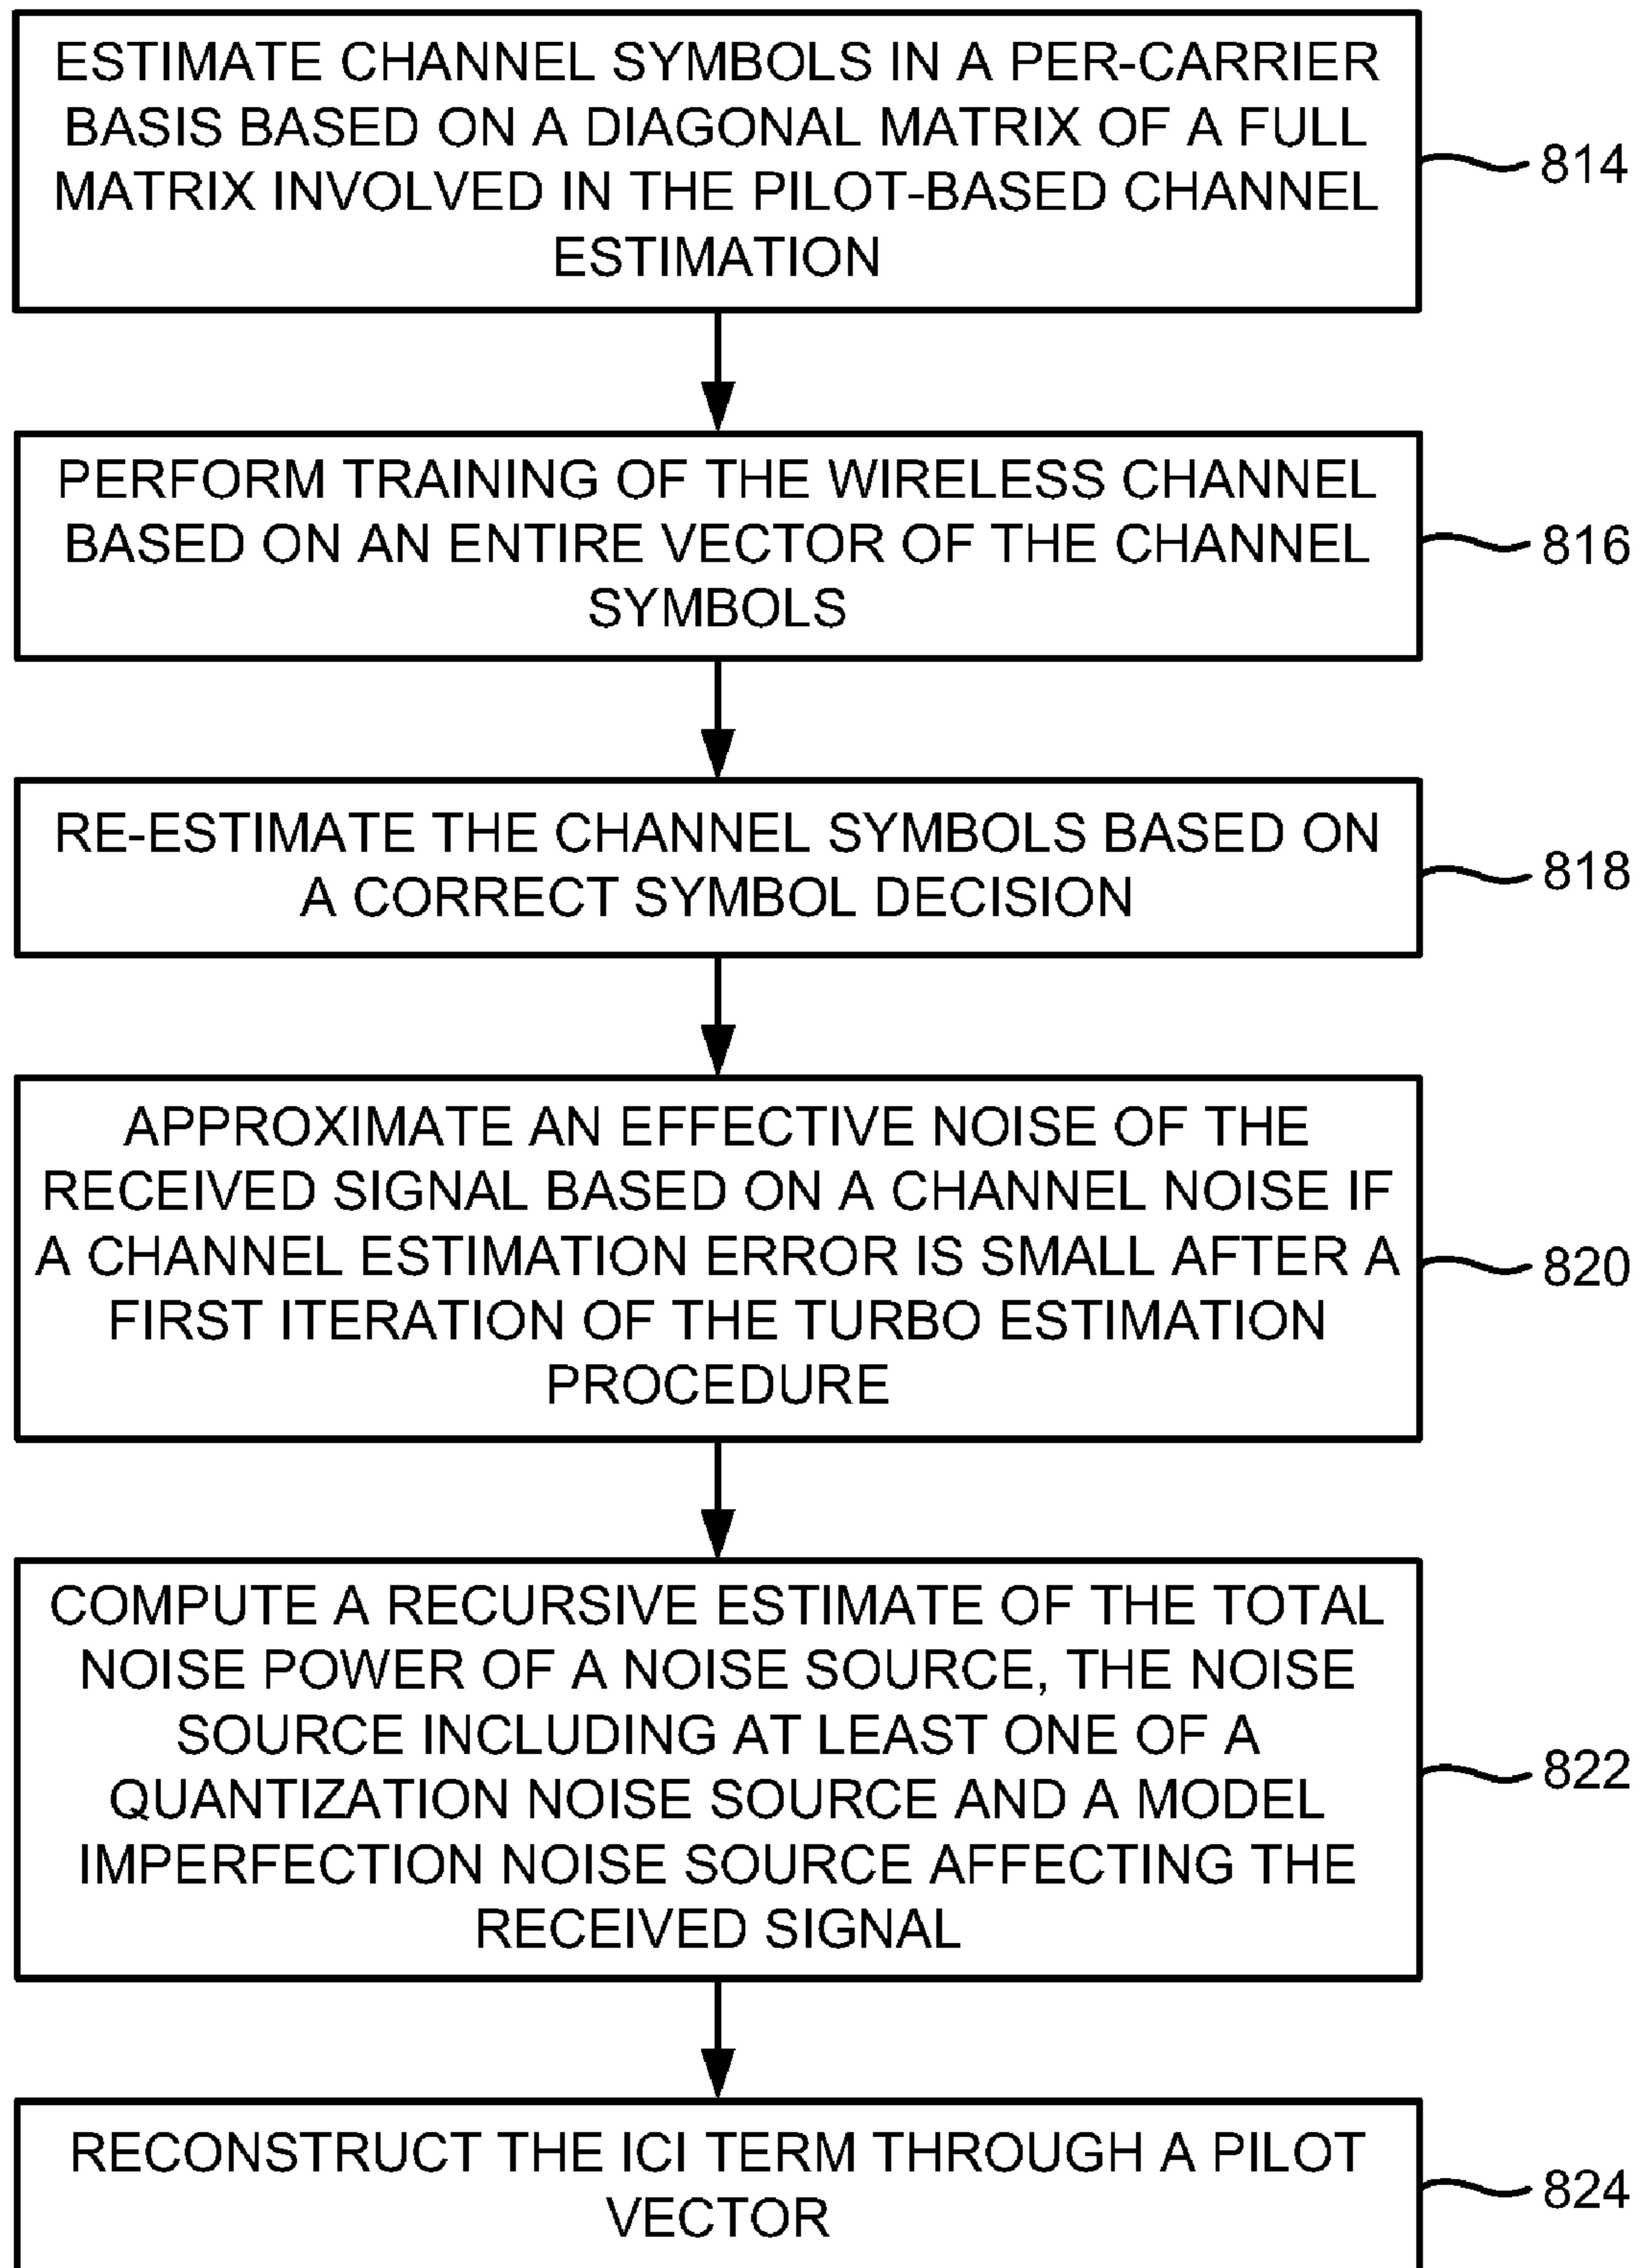 ESTIMATE CHANNEL SYMBOLS IN A PER-CARRIER
BASIS BASED ON A DIAGONAL MATRIX OF A FULL
MATRIX INVOLVED IN THE PILOT-BASED CHANNEL
ESTIMATION
814
PERFORM TRAINING OF THE WIRELESS CHANNEL
BASED ON AN ENTIRE VECTOR OF THE CHANNEL
SYMBOLS
816
RE-ESTIMATE THE CHANNEL SYMBOLS BASED ON
A CORRECT SYMBOL DECISION
818
APPROXIMATE AN EFFECTIVE NOISE OF THE
RECEIVED SIGNAL BASED ON A CHANNEL NOISE IF
A CHANNEL ESTIMATION ERROR IS SMALL AFTER A
FIRST ITERATION OF THE TURBO ESTIMATION
PROCEDURE
820
COMPUTE A RECURSIVE ESTIMATE OF THE TOTAL
NOISE POWER OF A NOISE SOURCE, THE NOISE
SOURCE INCLUDING AT LEAST ONE OF A
QUANTIZATION NOISE SOURCE AND A MODEL
IMPERFECTION NOISE SOURCE AFFECTING THE
RECEIVED SIGNAL
822
RECONSTRUCT THE ICI TERM THROUGH A PILOT
VECTOR
824